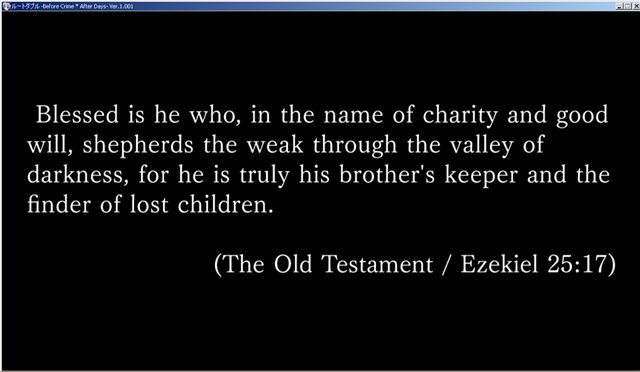 ルートダブル -Before Crime * After Days- Ver.1.001
Blessed is he who, in the name of charity and good
will, shepherds the weak through the valley of
darkness, for he is truly his brother's keeper and the
finder of lost children.
(The Old Testament / Ezekiel 25:17)